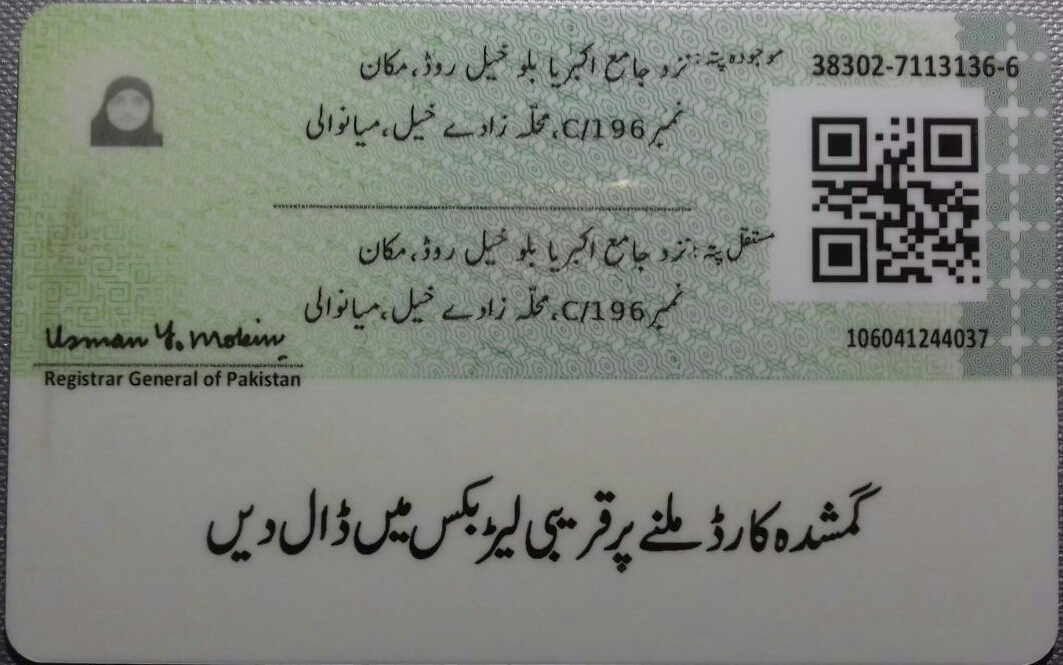 موجودہ پتہ: نزد جامع اکبریا بلو خیل روڈ، مکان
38302-7113136-6
نمبر C/196، محلہ زادے خیل، میانوالی
مستقل پتہ: نزد جامع اکبریا بلو خیل روڈ، مکان
نمبر C/196، محلہ زادے خیل، میانوالی
106041244037
Usman Y. Mobin
Registrar General of Pakistan
گمشدہ کارڈ ملنے پر قریبی لیٹر بکس میں ڈال دیں